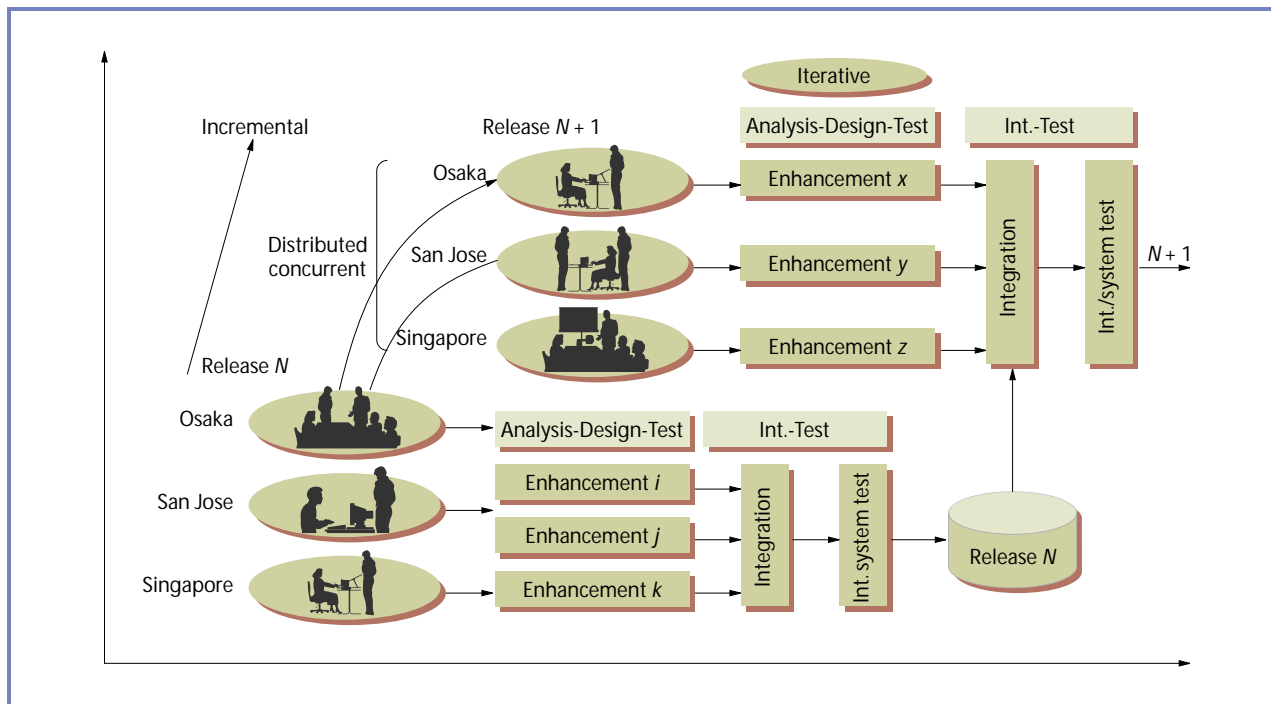 Iterative
Incremental
Release N + 1
Analysis-Design-Test
Int.-Test
Osaka
Enhancement x
Distributed
concurrent
San Jose
Enhancement y
Integration
Int./system test
N + 1
Singapore
Enhancement z
Release N
Osaka
Analysis-Design-Test
Int.-Test
San Jose
Enhancement i
Enhancement j
Integration
Int. system test
Release N
Singapore
Enhancement k